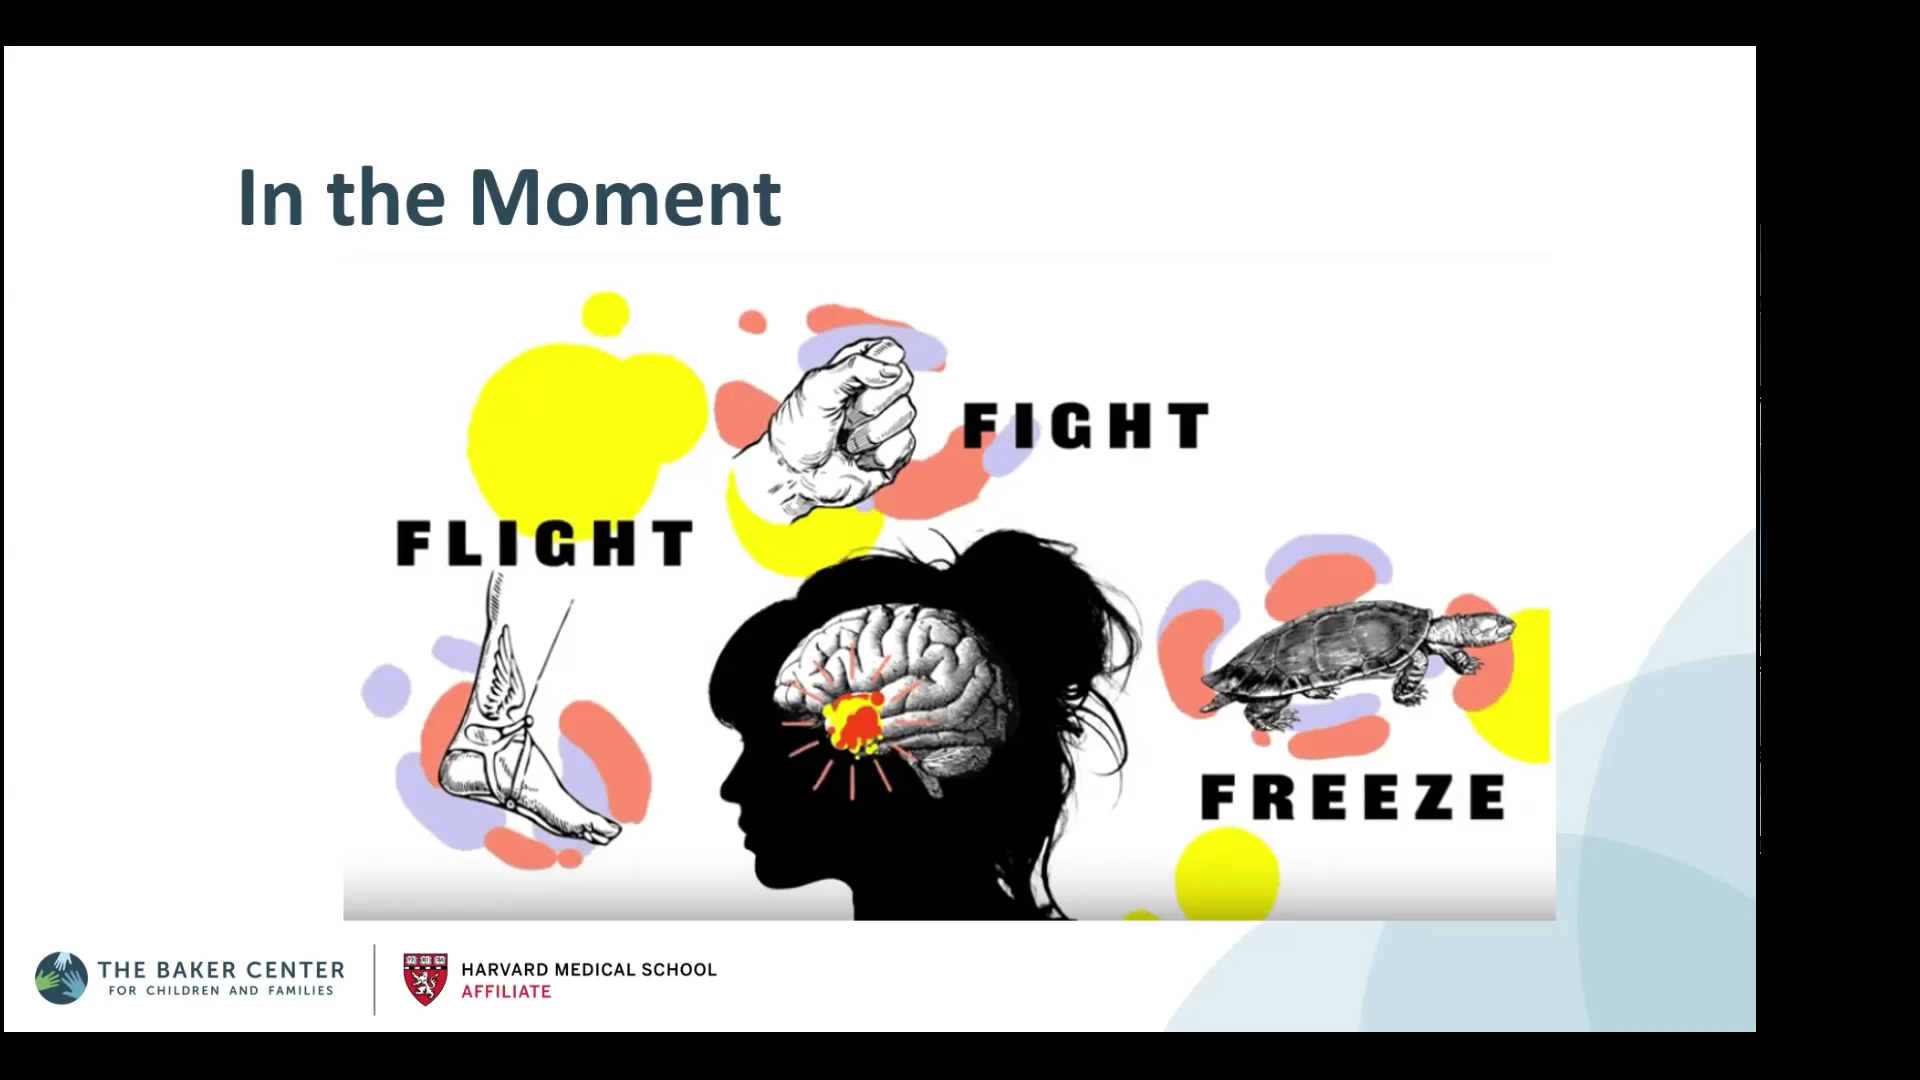 In the Moment
FIGHT
FLIGHT
FREEZE
THE BAKER CENTER
FOR CHILDREN AND FAMILIES
HARVARD MEDICAL SCHOOL
AFFILIATE